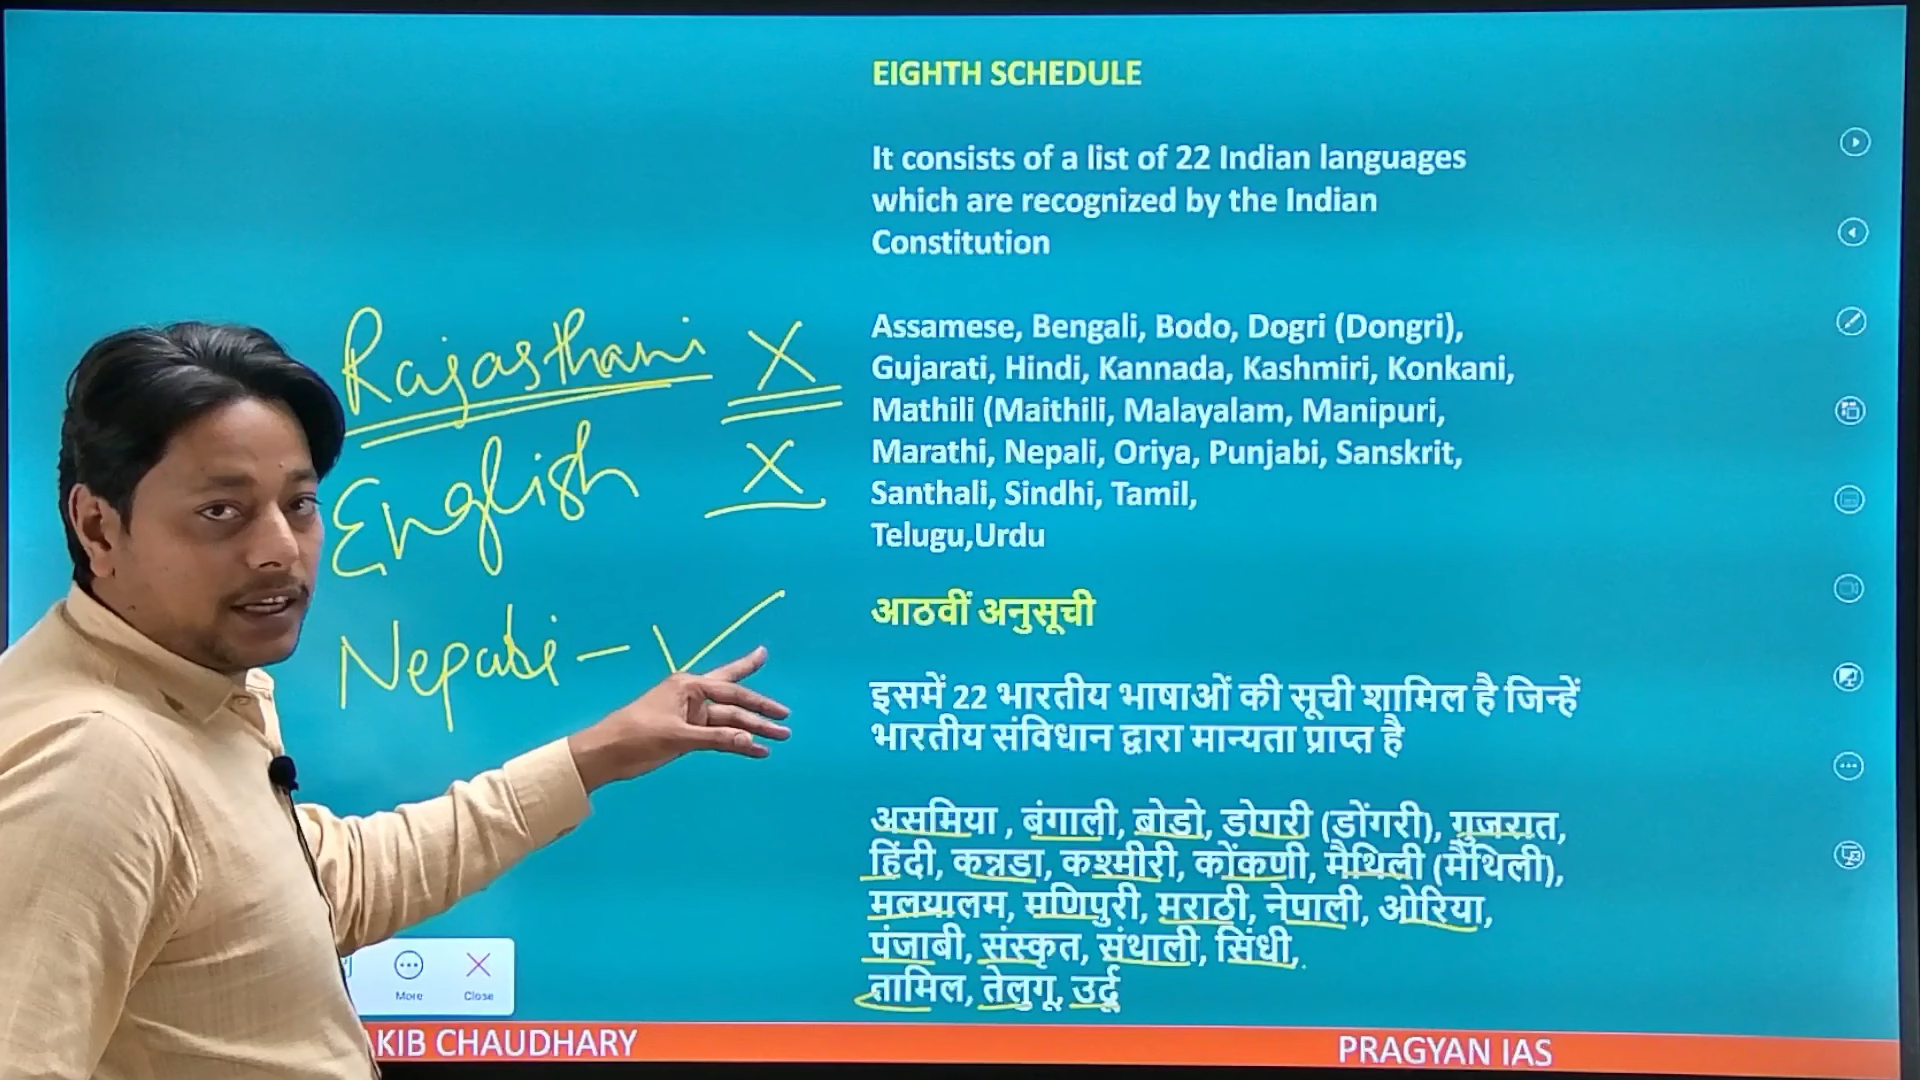 EIGHTH SCHEDULE
It consists of a list of 22 Indian languages
which are recognized by the Indian
Constitution
Assamese, Bengali, Bodo, Dogri (Dongri),
Gujarati, Hindi, Kannada, Kashmiri, Konkani,
Mathili (Maithili, Malayalam, Manipuri,
Marathi, Nepali, Oriya, Punjabi, Sanskrit,
Santhali, Sindhi, Tamil,
Telugu,Urdu
आठवीं अनुसूची
इसमें 22 भारतीय भाषाओं की सूची शामिल है जिन्हें
भारतीय संविधान द्वारा मान्यता प्राप्त है
असमिया , बंगाली, बोडो, डोगरी (डोंगरी), गुजरात,
हिंदी, कन्नडा, कश्मीरी, कोंकणी, मैथिली (मैथिली),
मलयालम, मणिपुरी, मराठी, नेपाली, ओरिया,
पंजाबी, संस्कृत, संथाली, सिंधी,
तामिल, तेलुगू, उर्दू
Rajasthani X
English X
Nepali - ✓
More
Close
KIB CHAUDHARY
PRAGYAN IAS